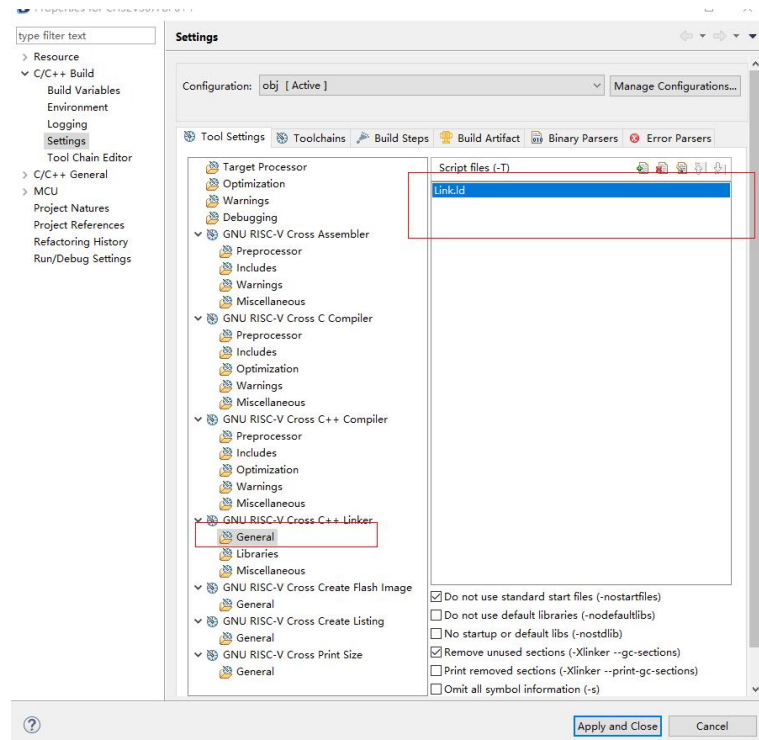 type filter text
Settings
Resource
C/C++ Build
Build Variables
Environment
Logging
Settings
Tool Chain Editor
C/C++ General
MCU
Project Natures
Project References
Refactoring History
Run/Debug Settings
Configuration: obj [ Active ]
Manage Configurations...
Tool Settings Toolchains Build Steps Build Artifact Binary Parsers Error Parsers
Target Processor
Optimization
Warnings
Debugging
GNU RISC-V Cross Assembler
Preprocessor
Includes
Warnings
Miscellaneous
GNU RISC-V Cross C Compiler
Preprocessor
Includes
Optimization
Warnings
Miscellaneous
GNU RISC-V Cross C++ Compiler
Preprocessor
Includes
Optimization
Warnings
Miscellaneous
GNU RISC-V Cross C++ Linker
General
Libraries
Miscellaneous
GNU RISC-V Cross Create Flash Image
General
GNU RISC-V Cross Create Listing
General
GNU RISC-V Cross Print Size
General
Script files (-T)
Link.ld
Do not use standard start files (-nostartfiles)
Do not use default libraries (-nodefaultlibs)
No startup or default libs (-nostdlib)
Remove unused sections (-Xlinker --gc-sections)
Print removed sections (-Xlinker --print-gc-sections)
Omit all symbol information (-s)
Apply and Close
Cancel